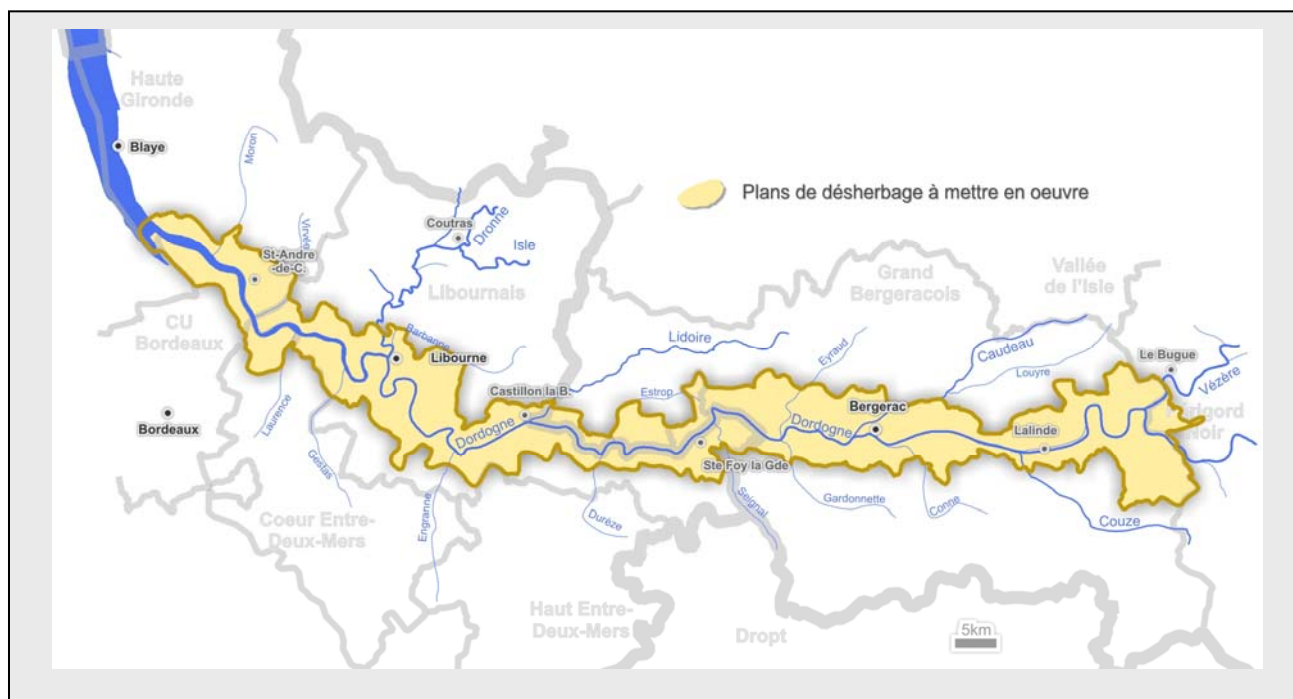 Haute
Gironde
Blaye
Moron
Virvée
St-Andre
-de-C.
Coutras
Dronne
Isle
Libournais
CU
Bordeaux
Barbanne
Libourne
Bordeaux
Laurence
Gestas
Coeur Entre-
Deux-Mers
Engranne
Dordogne
Castillon la B.
Lidoire
Estrop
Durèze
Haut Entre-
Deux-Mers
Dropt
Ste Foy la Gde
Seignal
Plans de désherbage à mettre en oeuvre
Grand
Bergeracois
Vallée
de l'Isle
Eyraud
Caudeau
Louyre
Le Bugue
Vézère
Périgord
Noir
Bergerac
Dordogne
Lalinde
Gardonnette
Conne
Couze
5km